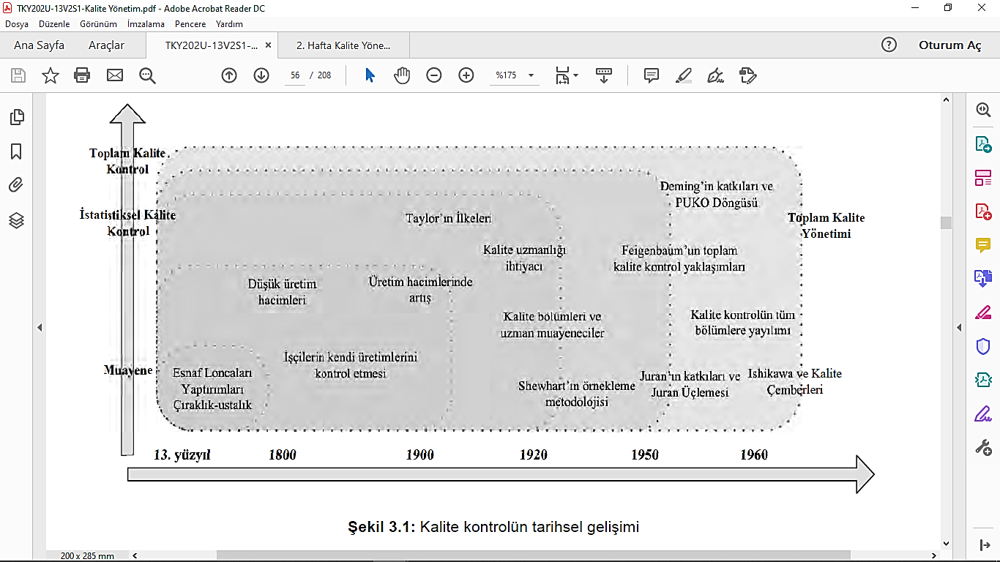 TKY202U-13V2S1-Kalite Yönetim.pdf - Adobe Acrobat Reader DC
Dosya Düzenle Görünüm İmzalama Pencere Yardım
Ana Sayfa Araçlar TKY202U-13V2S1-... × 2. Hafta Kalite Yöne... Oturum Aç
56 / 208 %175
Toplam Kalite
Kontrol
Deming'in katkıları ve
PUKO Döngüsü
İstatistiksel Kalite
Kontrol
Taylor'ın İlkeleri
Toplam Kalite
Yönetimi
Kalite uzmanlığı
ihtiyacı
Feigenbaum'un toplam
kalite kontrol yaklaşımları
Düşük üretim
hacimleri
Üretim hacimlerinde
artış
Kalite bölümleri ve
uzman muayeneciler
Kalite kontrolün tüm
bölümlere yayılımı
Muayene
Esnaf Loncaları
Yaptırımları
Çıraklık-ustalık
İşçilerin kendi üretimlerini
kontrol etmesi
Shewhart'ın örnekleme
metodolojisi
Juran'ın katkıları ve
Juran Üçlemesi
Ishikawa ve Kalite
Çemberleri
13. yüzyıl 1800 1900 1920 1950 1960
Şekil 3.1: Kalite kontrolün tarihsel gelişimi
200 x 285 mm